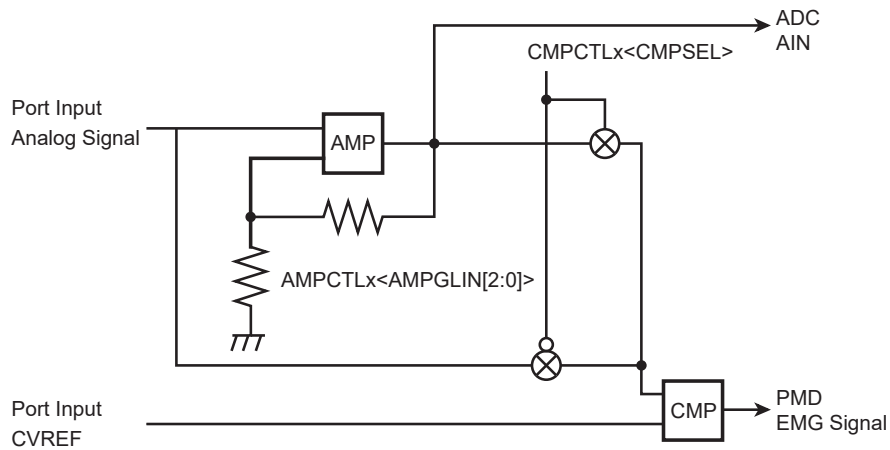 ADC
AIN
CMPCTLx<CMPSEL>
Port Input
Analog Signal
AMP
AMPCTLx<AMPGLIN[2:0]>
Port Input
CVREF
CMP
PMD
EMG Signal